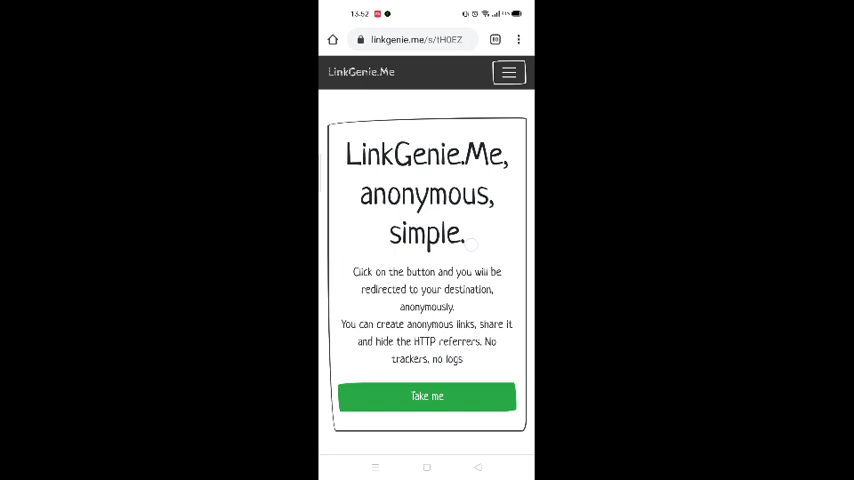 13:52
linkgenie.me/s/tH0EZ
LinkGenie.Me
LinkGenie.Me,
anonymous,
simple.
Click on the button and you will be
redirected to your destination,
anonymously.
You can create anonymous links, share it
and hide the HTTP referrers. No
trackers, no logs
Take me